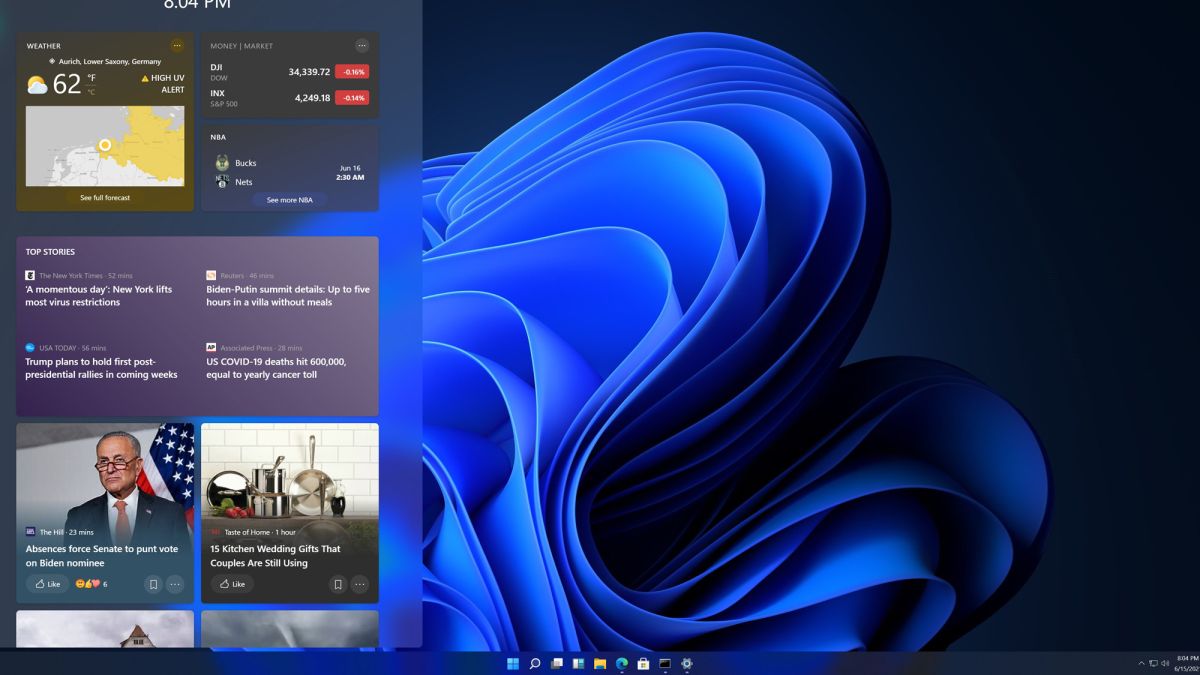 8:04 PM
WEATHER
Aurich, Lower Saxony, Germany
62 °F
°C
HIGH UV
ALERT
See full forecast
MONEY | MARKET
DJI
DOW
34,339.72
-0.16%
INX
S&P 500
4,249.18
-0.14%
NBA
Bucks
Nets
Jun 16
2:30 AM
See more NBA
TOP STORIES
The New York Times · 52 mins
'A momentous day': New York lifts
most virus restrictions
Reuters · 46 mins
Biden-Putin summit details: Up to five
hours in a villa without meals
USA TODAY · 56 mins
Trump plans to hold first post-
presidential rallies in coming weeks
AP Associated Press · 28 mins
US COVID-19 deaths hit 600,000,
equal to yearly cancer toll
The Hill · 23 mins
Absences force Senate to punt vote
on Biden nominee
Like
6
Taste of Home · 1 hour
15 Kitchen Wedding Gifts That
Couples Are Still Using
Like
8:04 PM